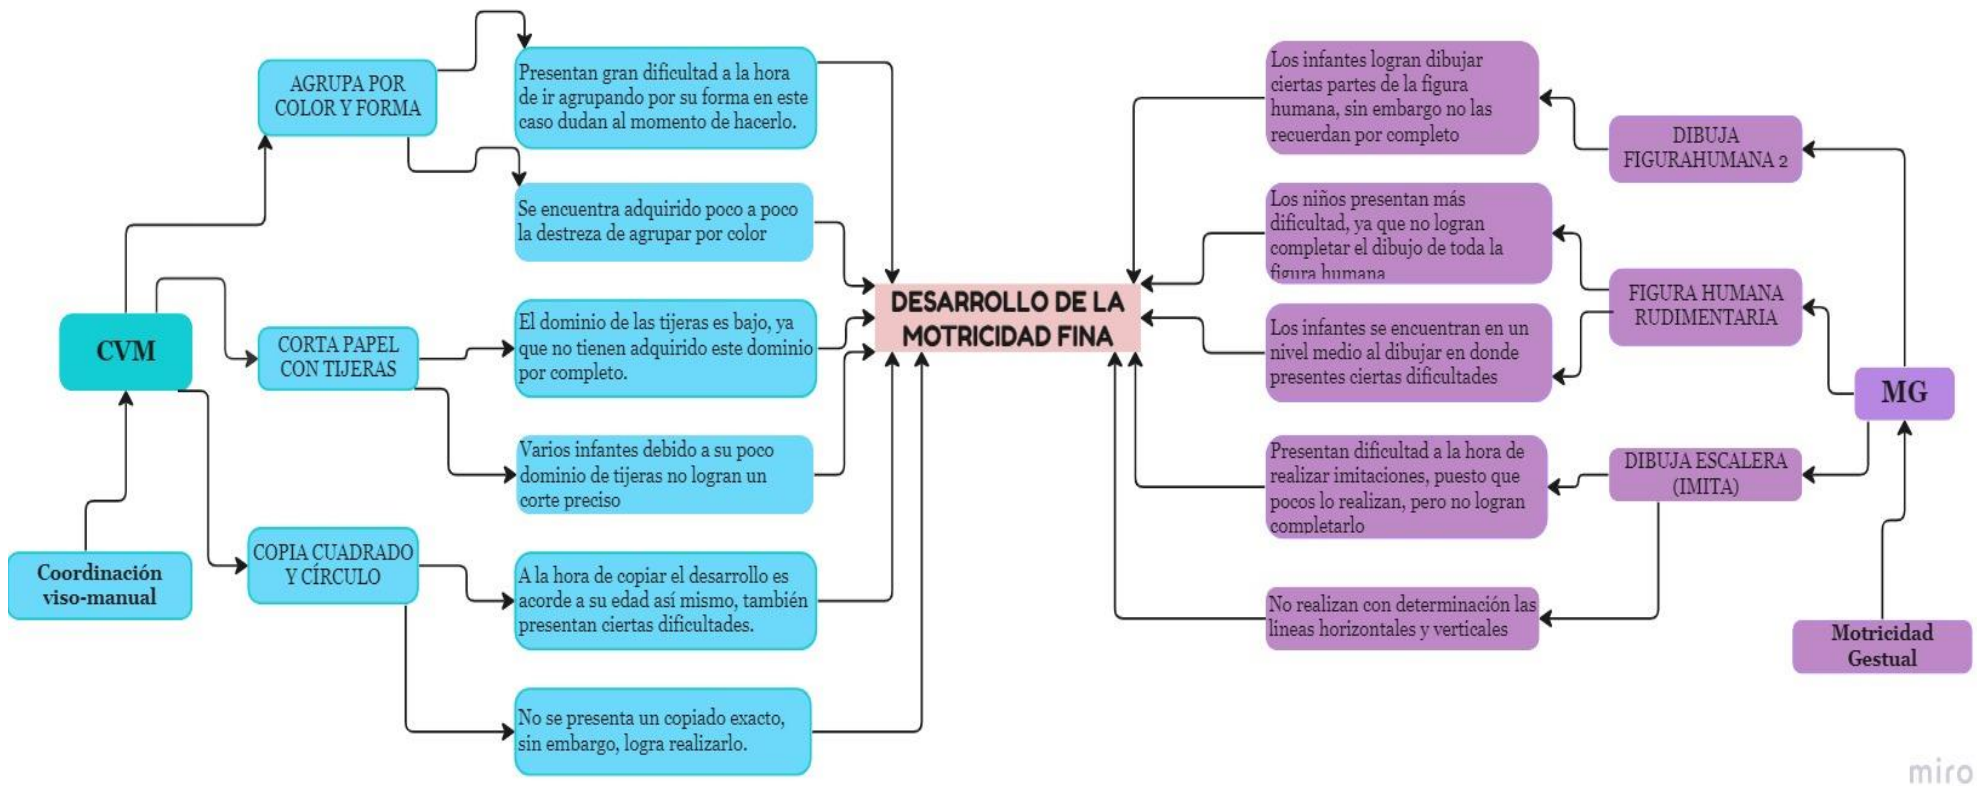 AGRUPA POR
COLOR Y FORMA
Presentan gran dificultad a la hora
de ir agrupando por su forma en este
caso dudan al momento de hacerlo.
Se encuentra adquirido poco a poco
la destreza de agrupar por color
CVM
CORTA PAPEL
CON TIJERAS
El dominio de las tijeras es bajo, ya
que no tienen adquirido este dominio
por completo.
Varios infantes debido a su poco
dominio de tijeras no logran un
corte preciso
Coordinación
viso-manual
COPIA CUADRADO
Y CÍRCULO
A la hora de copiar el desarrollo es
acorde a su edad así mismo, también
presentan ciertas dificultades.
No se presenta un copiado exacto,
sin embargo, logra realizarlo.
DESARROLLO DE LA
MOTRICIDAD FINA
Los infantes logran dibujar
ciertas partes de la figura
humana, sin embargo no las
recuerdan por completo
DIBUJA
FIGURAHUMANA 2
Los niños presentan más
dificultad, ya que no logran
completar el dibujo de toda la
figura humana
FIGURA HUMANA
RUDIMENTARIA
Los infantes se encuentran en un
nivel medio al dibujar en donde
presentes ciertas dificultades
MG
Presentan dificultad a la hora de
realizar imitaciones, puesto que
pocos lo realizan, pero no logran
completarlo
DIBUJA ESCALERA
(IMITA)
No realizan con determinación las
lineas horizontales y verticales
Motricidad
Gestual
miro